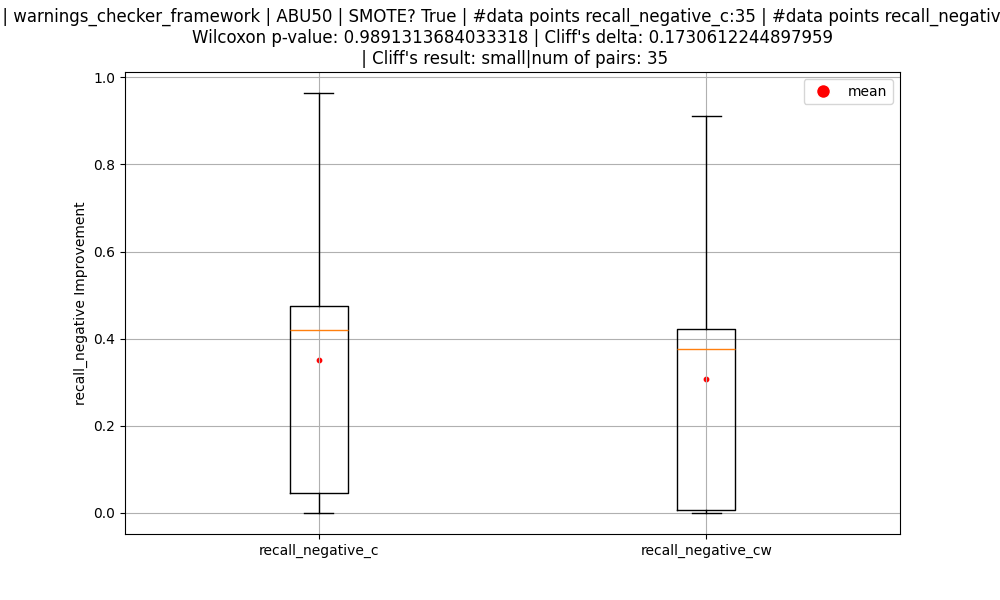 | warnings_checker_framework | ABU50 | SMOTE? True | #data points recall_negative_c:35 | #data points recall_negativ
Wilcoxon p-value: 0.9891313684033318 | Cliff's delta: 0.1730612244897959
| Cliff's result: small|num of pairs: 35
mean
1.0
0.8
0.6
0.4
0.2
0.0
recall_negative Improvement
recall_negative_c
recall_negative_cw